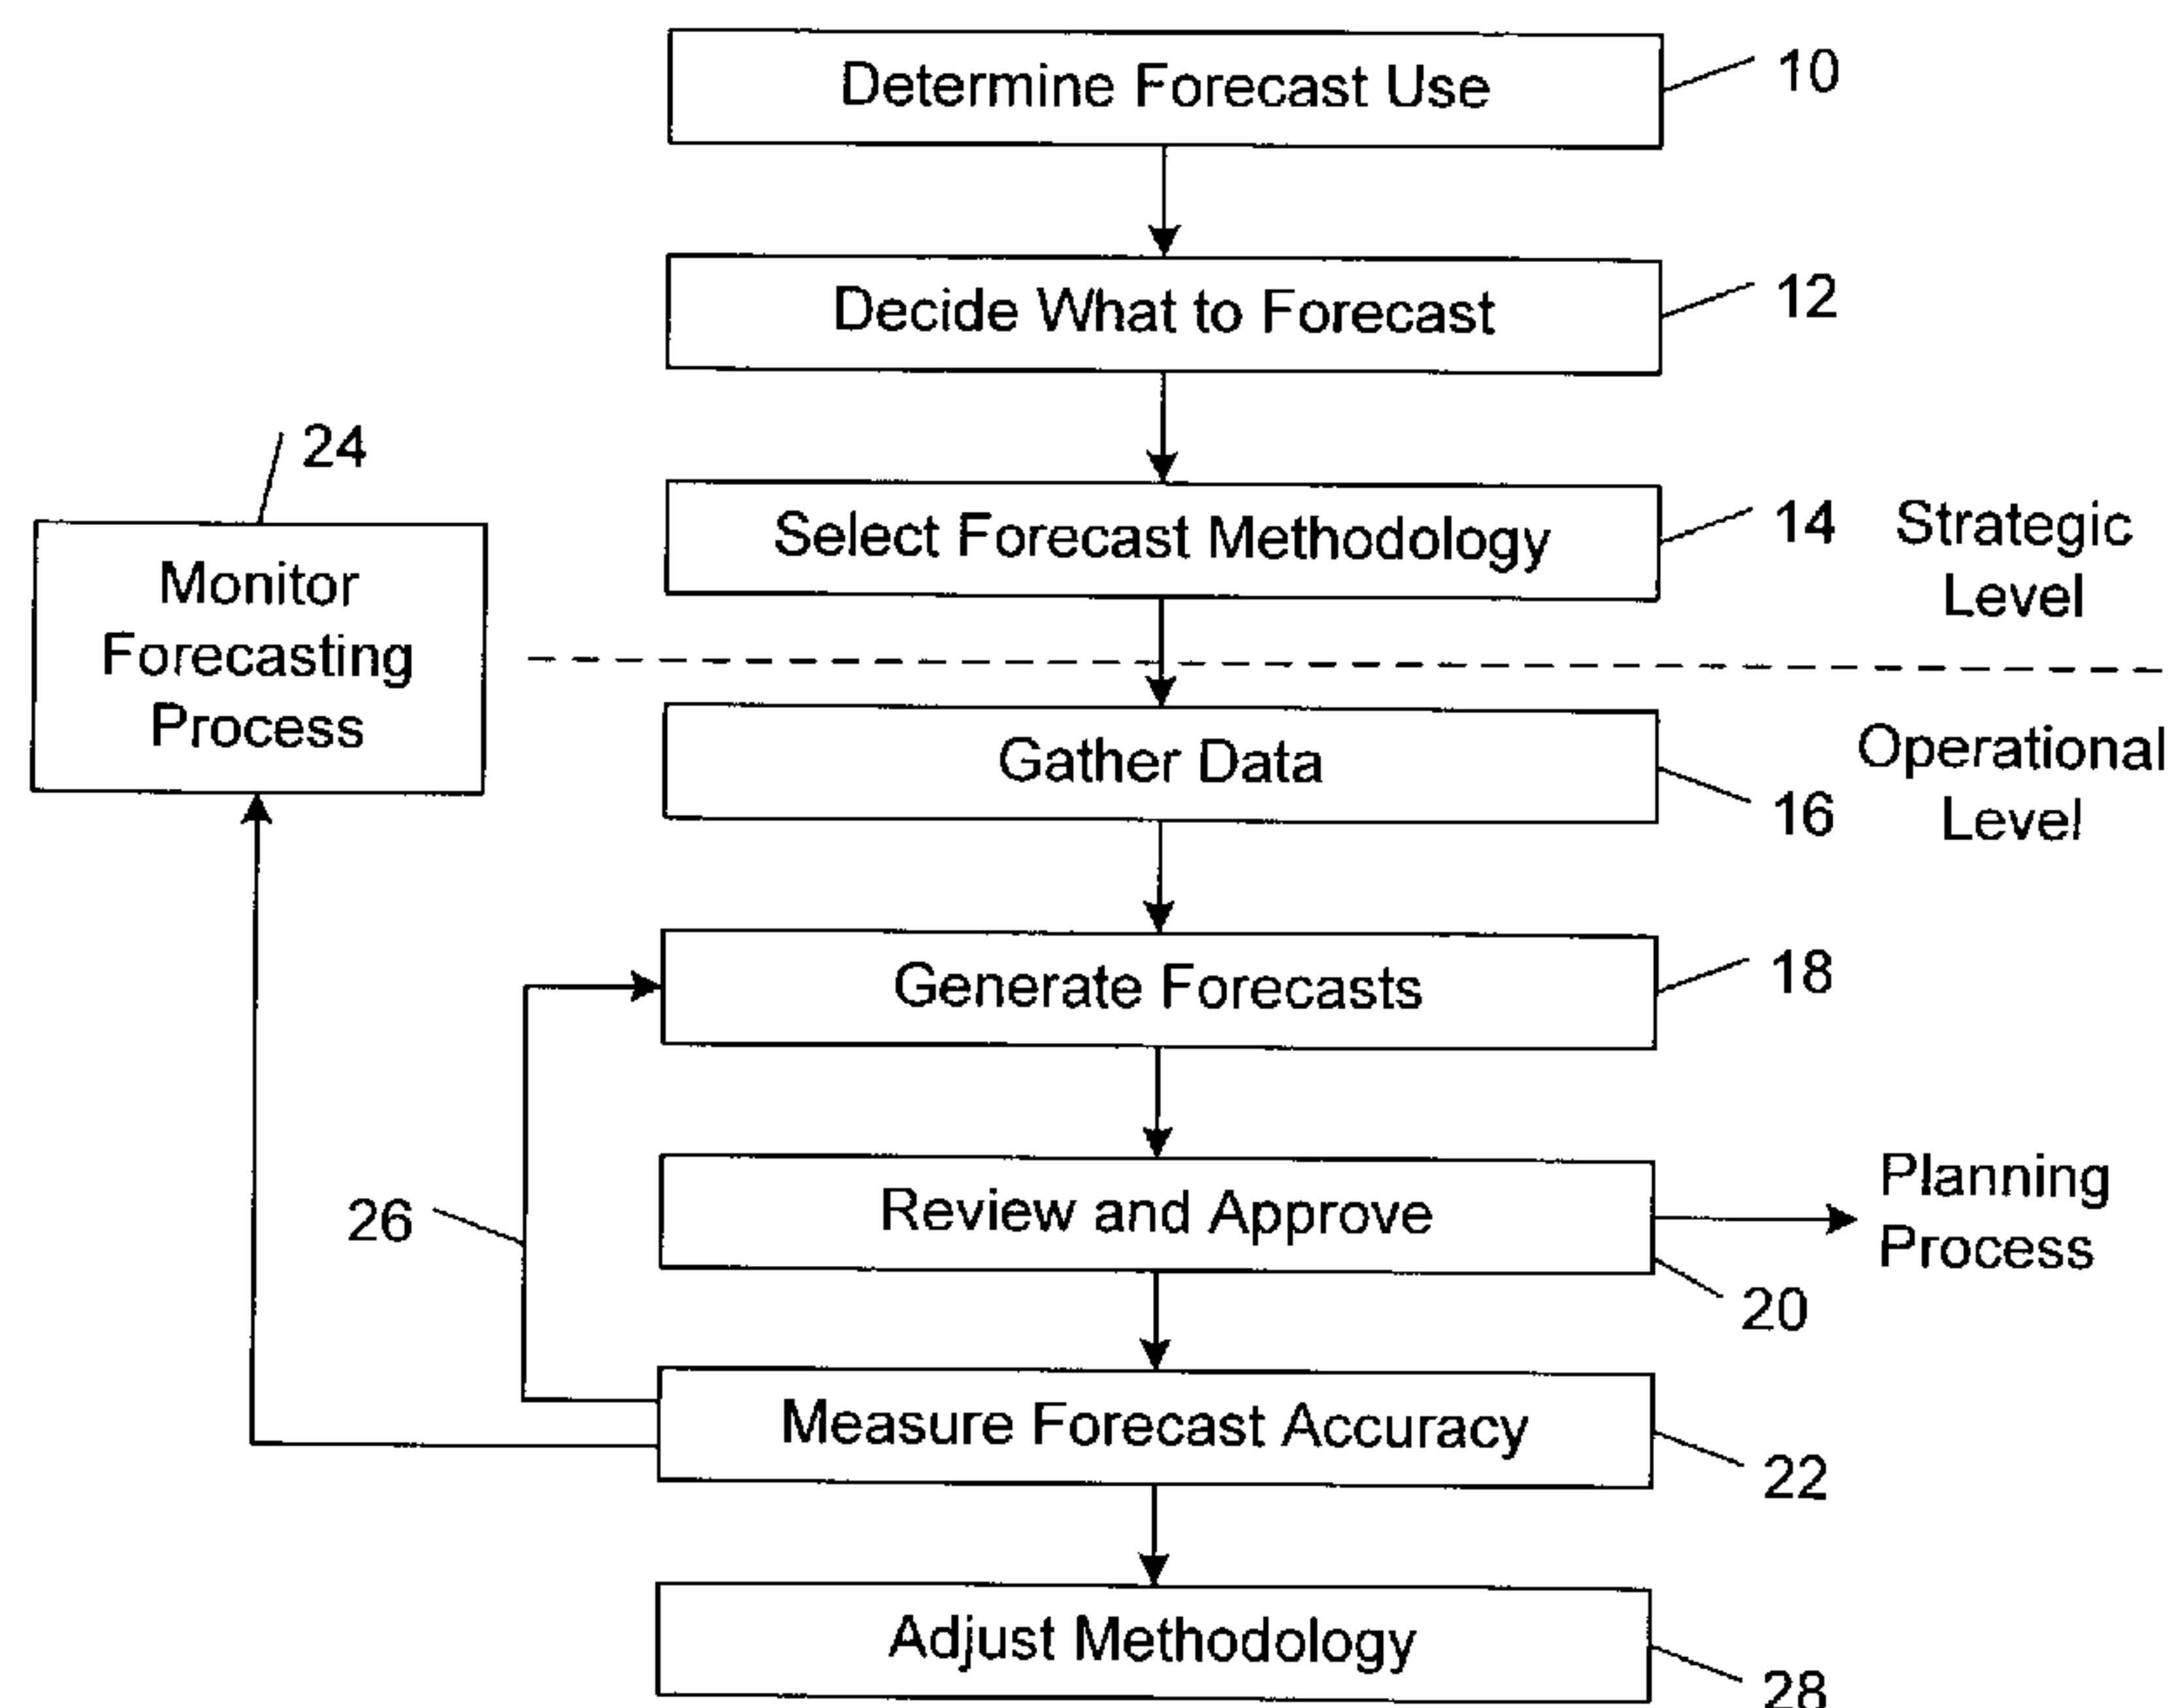 Determine Forecast Use
10
Decide What to Forecast
12
24
Select Forecast Methodology
14
Strategic
Level
Monitor
Forecasting
Process
Gather Data
16
Operational
Level
Generate Forecasts
18
26
Review and Approve
Planning
Process
20
Measure Forecast Accuracy
22
Adjust Methodology
28